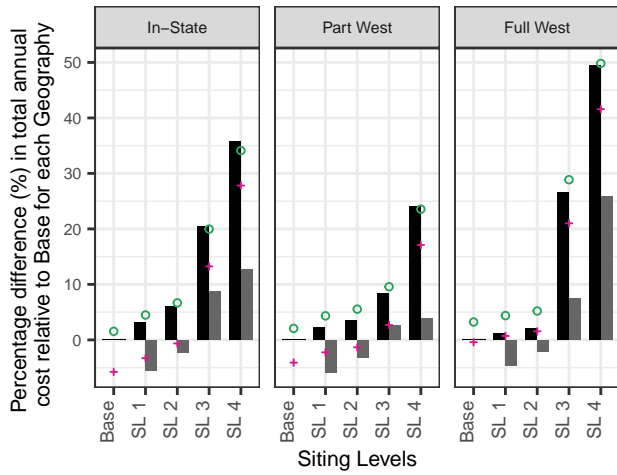 In−State Part West Full West
Percentage difference (%) in total annual
cost relative to Base for each Geography
50
40
30
20
10
0
Base SL 1 SL 2 SL 3 SL 4 Base SL 1 SL 2 SL 3 SL 4 Base SL 1 SL 2 SL 3 SL 4
Siting Levels